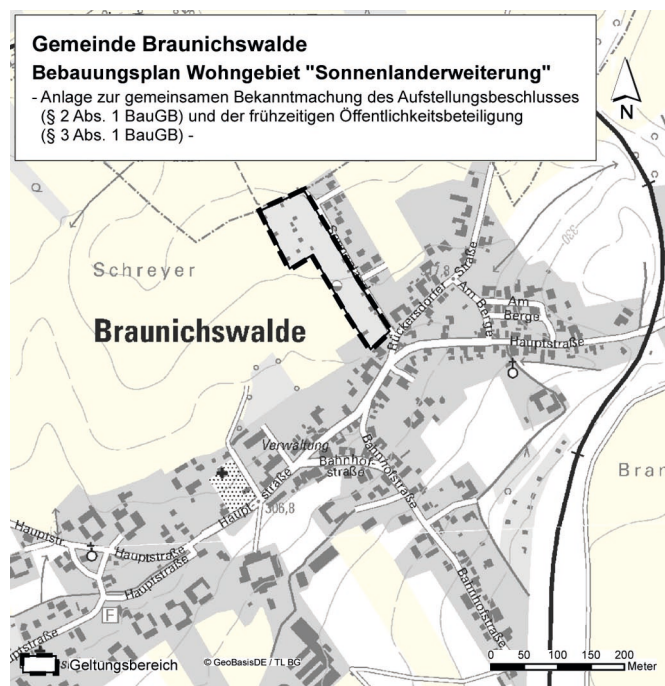 Gemeinde Braunichswalde
Bebauungsplan Wohngebiet "Sonnenlanderweiterung"
- Anlage zur gemeinsamen Bekanntmachung des Aufstellungsbeschlusses
(§ 2 Abs. 1 BauGB) und der frühzeitigen Öffentlichkeitsbeteiligung
(§ 3 Abs. 1 BauGB) -
N
Schreyer
Braunichswalde
Rückersdorfer Straße
Am Berge
Am
Berge
Hauptstraße
Verwaltung
Bahnhof
straße
Bahnhofstraße
Hauptstraße
306,8
Hauptstr.
Hauptstraße
Hauptstraße
Bahnhofstraße
F
Geltungsbereich
© GeoBasisDE / TLBG
0 50 100 150 200
Meter